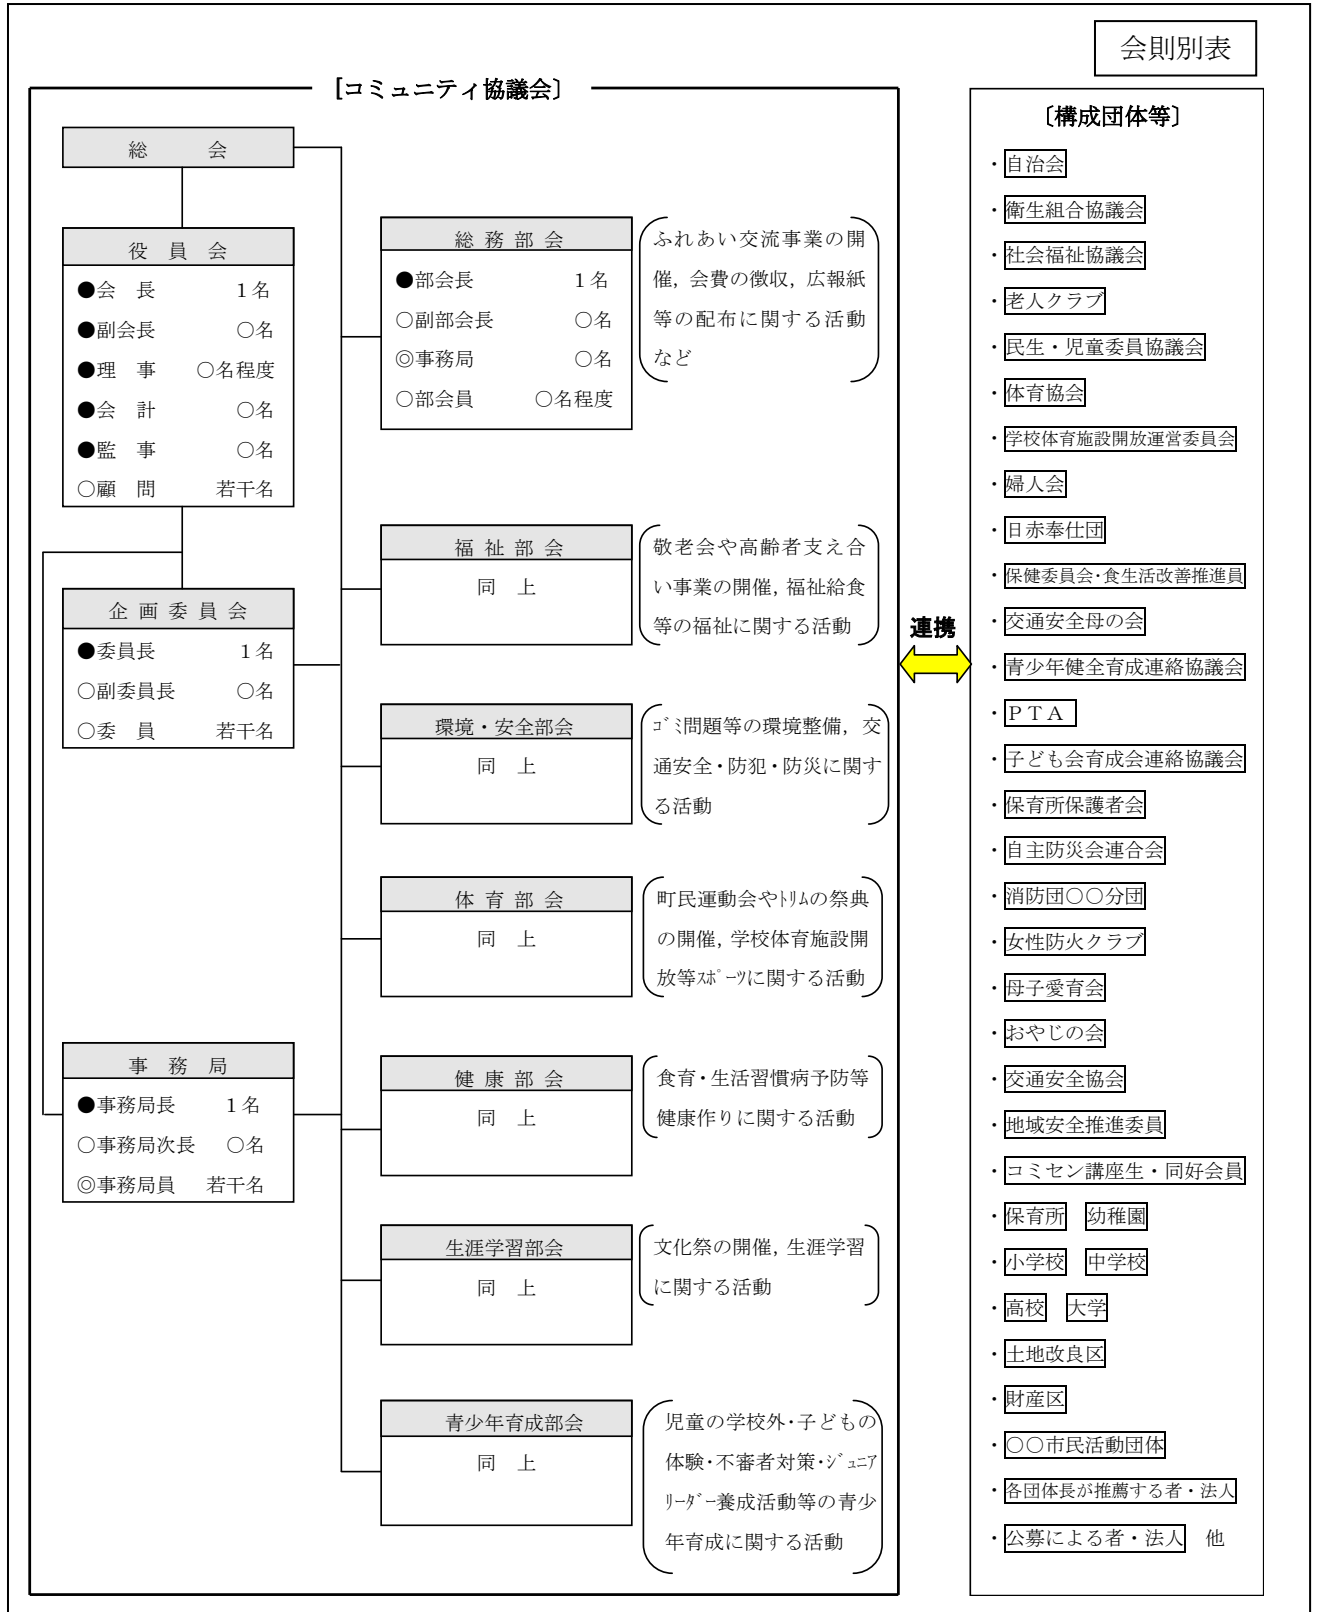 会則別表
[コミュニティ協議会〕
総　　会
役　員　会
●会　長　１名
●副会長　○名
●理　事　○名程度
●会　計　○名
●監　事　○名
○顧　問　若干名
企 画 委 員 会
●委員長　１名
○副委員長　○名
○委　員　若干名
事　務　局
●事務局長　１名
○事務局次長　○名
◎事務局員　若干名
総 務 部 会
●部会長　１名
○副部会長　○名
◎事務局　○名
○部会員　○名程度
ふれあい交流事業の開
催，会費の徴収，広報紙
等の配布に関する活動
など
福 祉 部 会
同　上
敬老会や高齢者支え合
い事業の開催，福祉給食
等の福祉に関する活動
環境・安全部会
同　上
ｺﾞﾐ問題等の環境整備，交
通安全・防犯・防災に関す
る活動
体 育 部 会
同　上
町民運動会やﾄﾘﾑの祭典
の開催，学校体育施設開
放等ｽﾎﾟｰﾂに関する活動
健 康 部 会
同　上
食育・生活習慣病予防等
健康作りに関する活動
生涯学習部会
同　上
文化祭の開催，生涯学習
に関する活動
青少年育成部会
同　上
児童の学校外・子どもの
体験・不審者対策・ｼﾞｭﾆｱ
ﾘｰﾀﾞｰ養成活動等の青少
年育成に関する活動
連携
〔構成団体等〕
・自治会
・衛生組合協議会
・社会福祉協議会
・老人クラブ
・民生・児童委員協議会
・体育協会
・学校体育施設開放運営委員会
・婦人会
・日赤奉仕団
・保健委員会・食生活改善推進員
・交通安全母の会
・青少年健全育成連絡協議会
・ＰＴＡ
・子ども会育成会連絡協議会
・保育所保護者会
・自主防災会連合会
・消防団○○分団
・女性防火クラブ
・母子愛育会
・おやじの会
・交通安全協会
・地域安全推進委員
・コミセン講座生・同好会員
・保育所　幼稚園
・小学校　中学校
・高校　大学
・土地改良区
・財産区
・○○市民活動団体
・各団体長が推薦する者・法人
・公募による者・法人　他